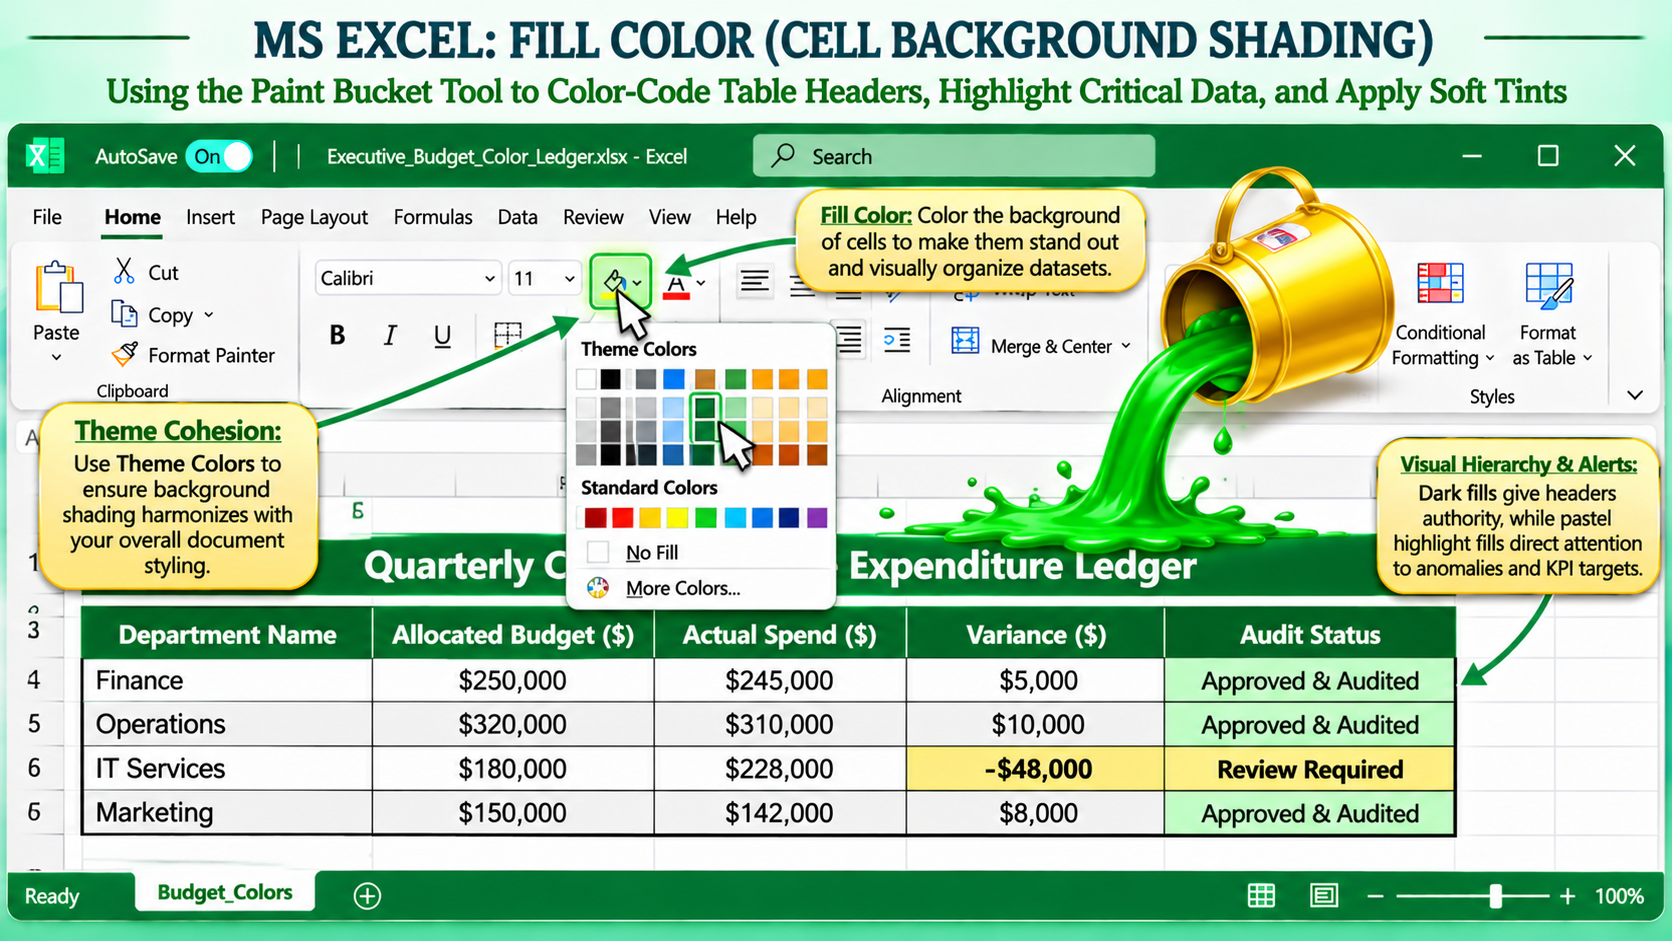 MS EXCEL: FILL COLOR (CELL BACKGROUND SHADING)
Using the Paint Bucket Tool to Color-Code Table Headers, Highlight Critical Data, and Apply Soft Tints
AutoSave On Executive_Budget_Color_Ledger.xlsx - Excel Search
File Home Insert Page Layout Formulas Data Review View Help
Fill Color: Color the background
of cells to make them stand out
and visually organize datasets.
Paste
Cut
Copy
Format Painter
Clipboard
Calibri 11
B I U
A
Merge & Center
Alignment
Conditional
Formatting
Format
as Table
Styles
Theme Colors
Standard Colors
No Fill
More Colors...
Theme Cohesion:
Use Theme Colors to
ensure background
shading harmonizes with
your overall document
styling.
Visual Hierarchy & Alerts:
Dark fills give headers
authority, while pastel
highlight fills direct attention
to anomalies and KPI targets.
1 Quarterly C Expenditure Ledger
3 Department Name Allocated Budget ($) Actual Spend ($) Variance ($) Audit Status
4 Finance $250,000 $245,000 $5,000 Approved & Audited
5 Operations $320,000 $310,000 $10,000 Approved & Audited
6 IT Services $180,000 $228,000 -$48,000 Review Required
6 Marketing $150,000 $142,000 $8,000 Approved & Audited
Ready Budget_Colors 100%